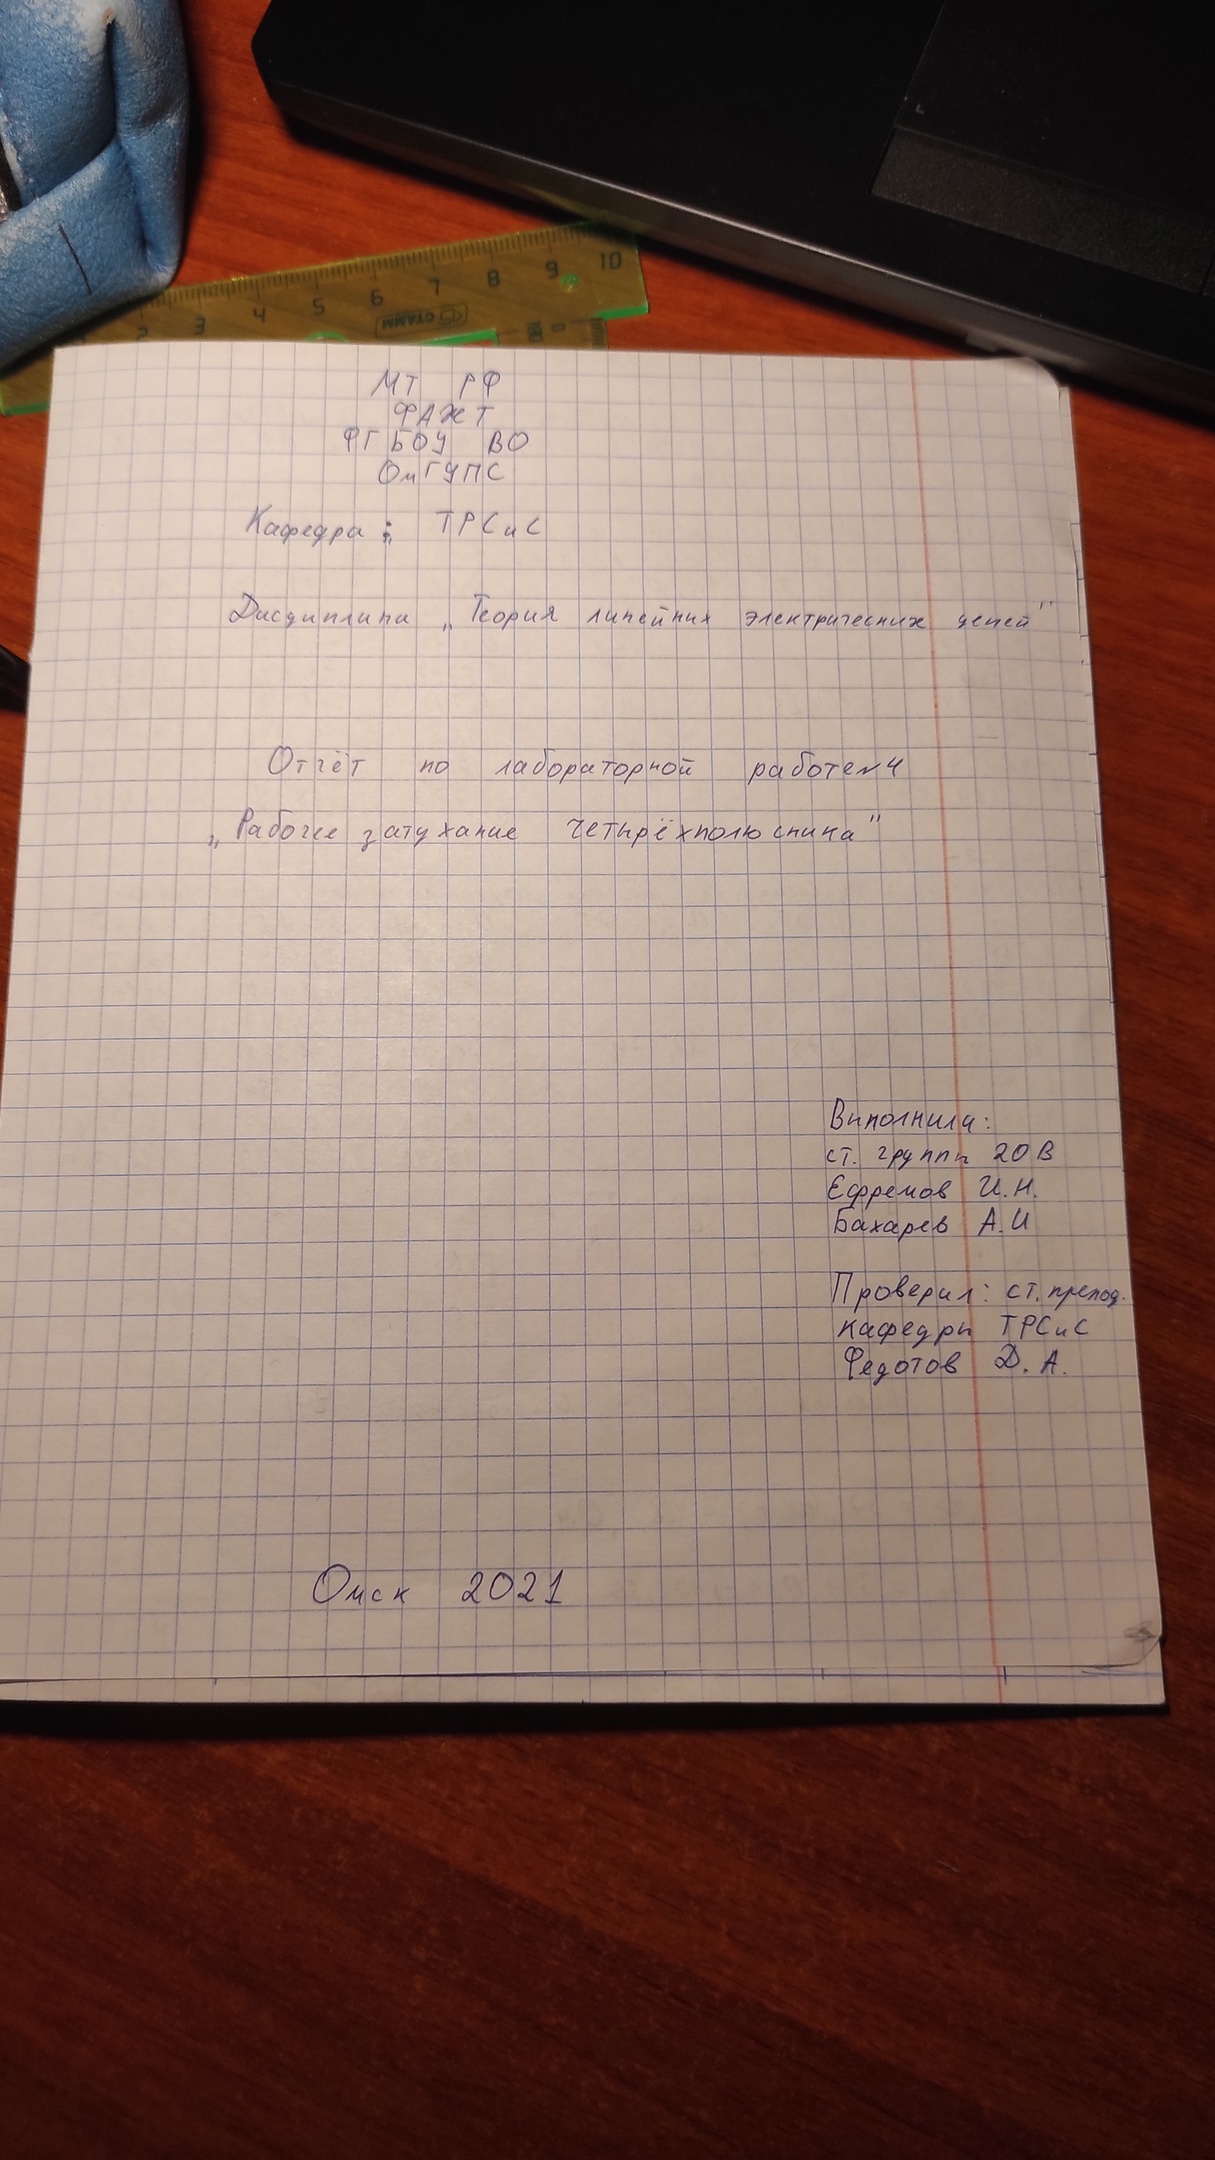 2 3 4 5 6 7 8 9 10
СТАММ
МТ РФ
ФАЖТ
ФГБОУ ВО
ОмГУПС
Кафедра: ТРСиС
Дисциплина „Теория линейных электрических цепей"
Отчёт по лабораторной работе №4
„Рабочее затухание четырёхполюсника"
Выполнили:
ст. группы 20В
Ефремов И.Н.
Бахарев А.И
Проверил: ст. препод.
кафедры ТРСиС
Федотов Д.А.
Омск 2021